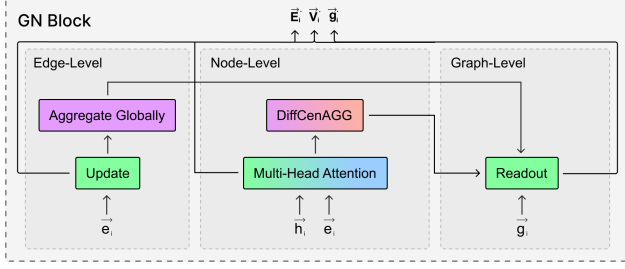 GN Block
E⃗ᵢ V⃗ᵢ g⃗ᵢ
Edge-Level
Node-Level
Graph-Level
Aggregate Globally
DiffCenAGG
Update
Multi-Head Attention
Readout
e⃗ᵢ
h⃗ᵢ e⃗ᵢ
g⃗ᵢ